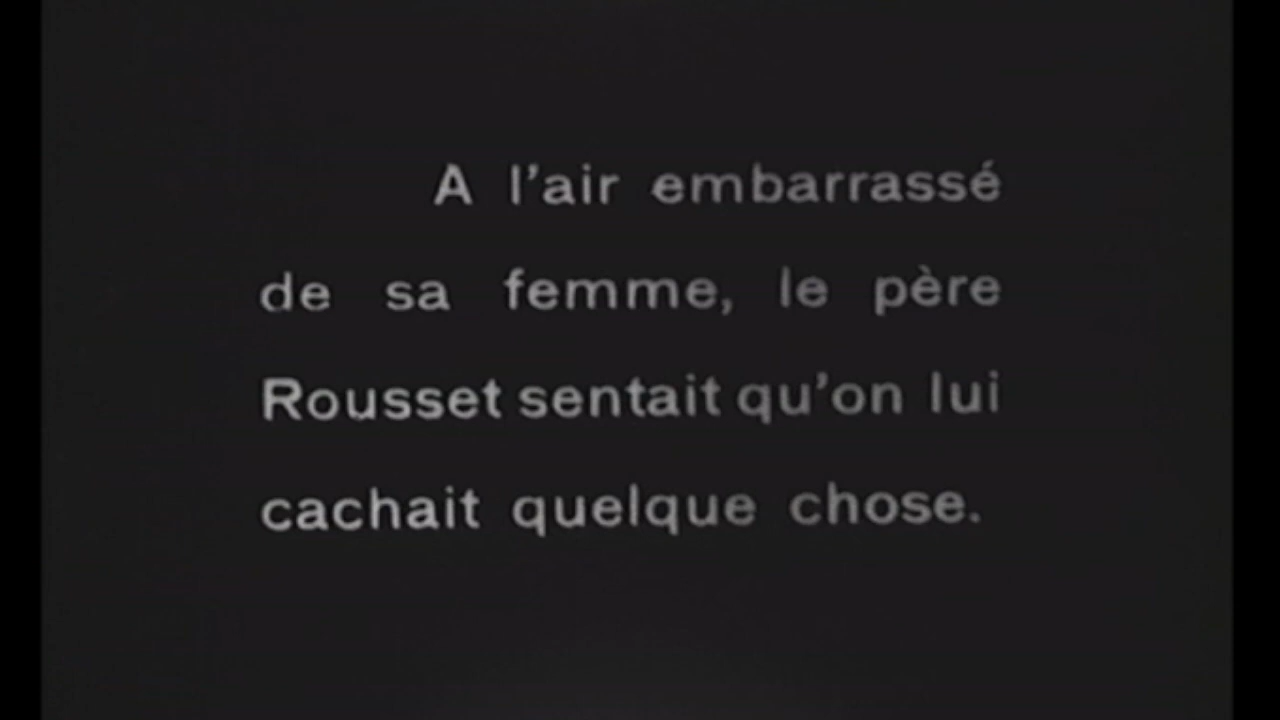 A l'air embarrassé
de sa femme, le père
Rousset sentait qu'on lui
cachait quelque chose.